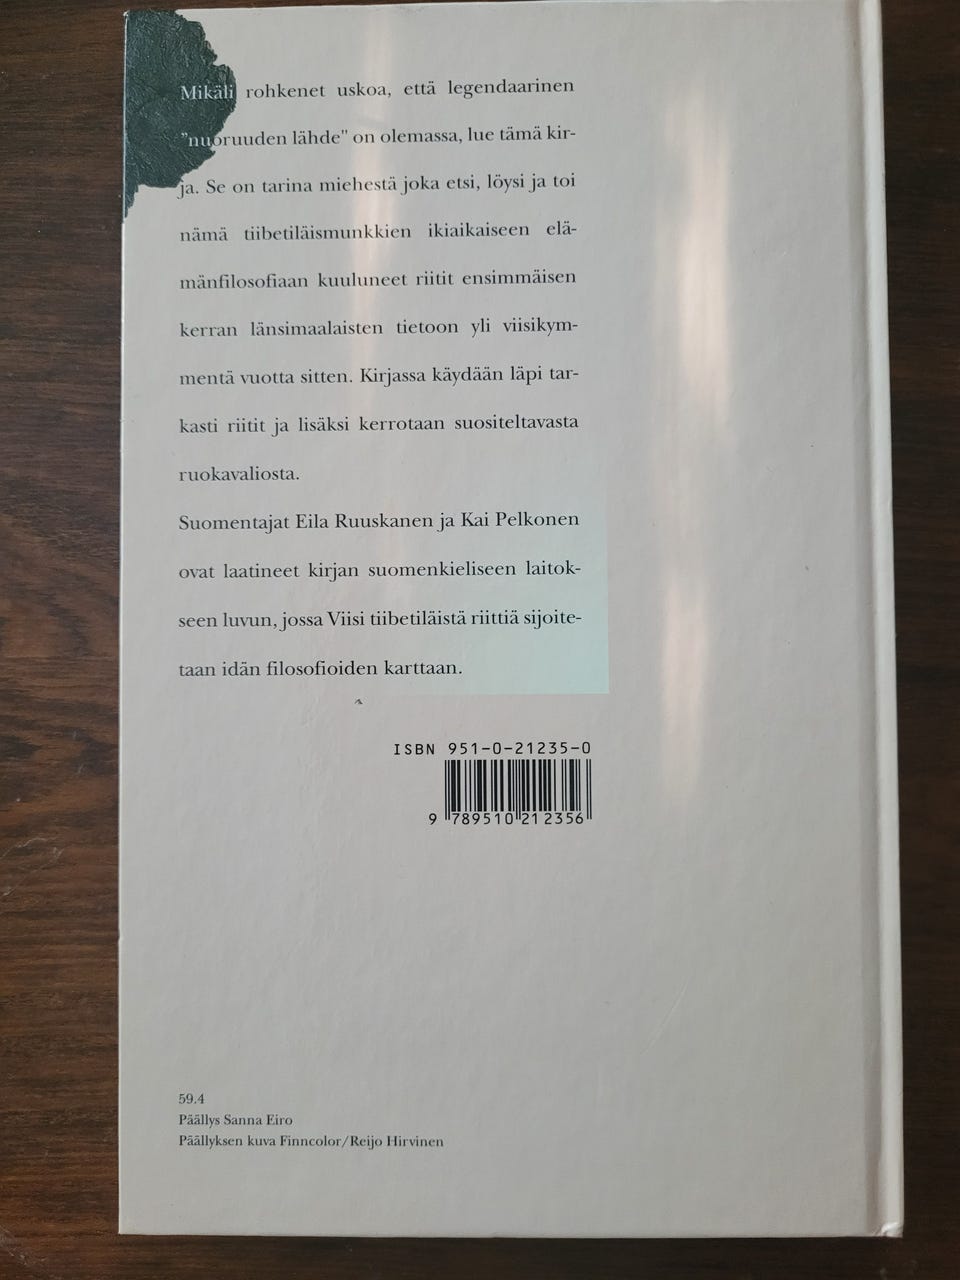 Mikäli rohkenet uskoa, että legendaarinen
"nuoruuden lähde" on olemassa, lue tämä kir-
ja. Se on tarina miehestä joka etsi, löysi ja toi
nämä tiibetiläismunkkien ikiaikaiseen elä-
mänfilosofiaan kuuluneet riitit ensimmäisen
kerran länsimaalaisten tietoon yli viisikym-
mentä vuotta sitten. Kirjassa käydään läpi tar-
kasti riitit ja lisäksi kerrotaan suositeltavasta
ruokavaliosta.
Suomentajat Eila Ruuskanen ja Kai Pelkonen
ovat laatineet kirjan suomenkieliseen laitok-
seen luvun, jossa Viisi tiibetiläistä riittiä sijoite-
taan idän filosofioiden karttaan.
ISBN 951-0-21235-0
9 789510 212356
59.4
Päällys Sanna Eiro
Päällyksen kuva Finncolor/Reijo Hirvinen